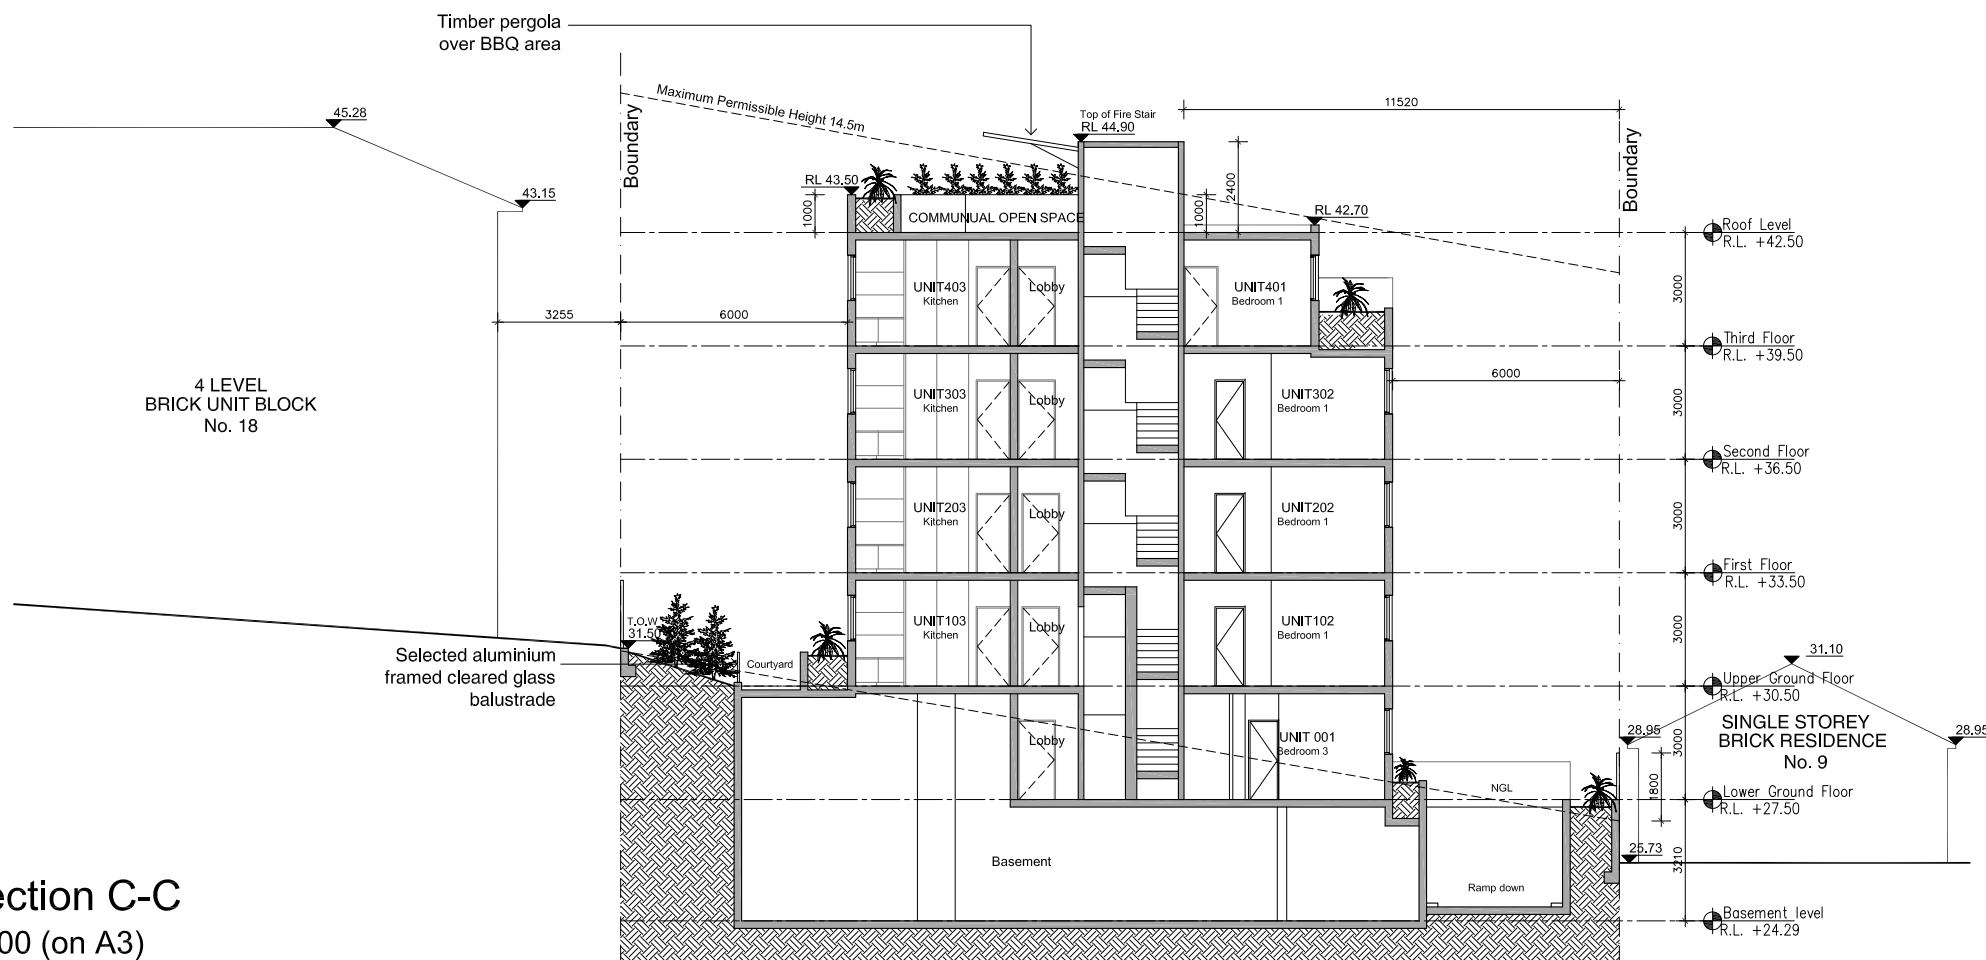 Timber pergola
over BBQ area
Maximum Permissible Height 14.5m
Boundary
45.28
43.15
Top of Fire Stair
RL 44.90
11520
Boundary
RL 43.50
1000
COMMUNUAL OPEN SPACE
1000
2400
RL 42.70
Roof Level
R.L. +42.50
UNIT403
Kitchen
Lobby
UNIT401
Bedroom 1
3000
3255
6000
Third Floor
R.L. +39.50
6000
4 LEVEL
BRICK UNIT BLOCK
No. 18
UNIT303
Kitchen
Lobby
UNIT302
Bedroom 1
3000
Second Floor
R.L. +36.50
UNIT203
Kitchen
Lobby
UNIT202
Bedroom 1
3000
First Floor
R.L. +33.50
T.O.W
31.50
UNIT103
Kitchen
Lobby
UNIT102
Bedroom 1
3000
Selected aluminium
framed cleared glass
balustrade
Courtyard
31.10
Upper Ground Floor
R.L. +30.50
Lobby
UNIT 001
Bedroom 3
3000
28.95
SINGLE STOREY
BRICK RESIDENCE
No. 9
28.95
NGL
1800
Lower Ground Floor
R.L. +27.50
Basement
25.73
3210
Ramp down
Basement level
R.L. +24.29
ection C-C
00 (on A3)